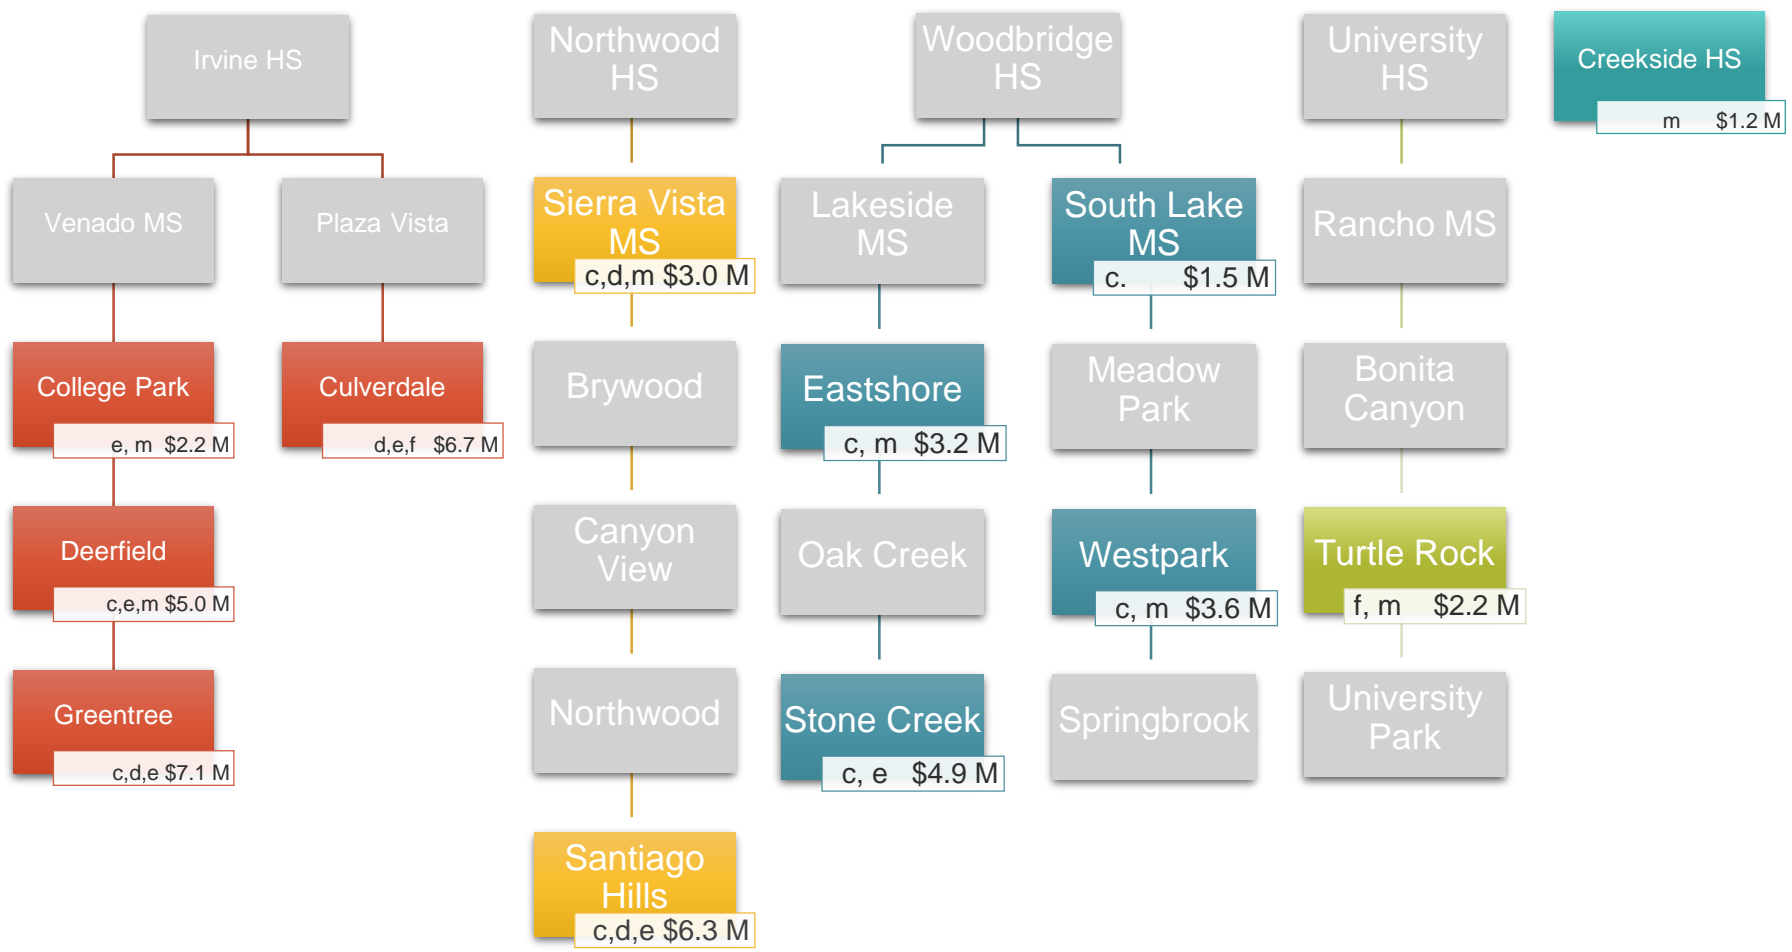 Irvine HS
Northwood
HS
Woodbridge
HS
University
HS
Creekside HS
m $1.2 M
Venado MS
Plaza Vista
Sierra Vista
MS
c,d,m $3.0 M
Lakeside
MS
South Lake
MS
c. $1.5 M
Rancho MS
College Park
e, m $2.2 M
Culverdale
d,e,f $6.7 M
Brywood
Eastshore
c, m $3.2 M
Meadow
Park
Bonita
Canyon
Deerfield
c,e,m $5.0 M
Canyon
View
Oak Creek
Westpark
c, m $3.6 M
Turtle Rock
f, m $2.2 M
Greentree
c,d,e $7.1 M
Northwood
Stone Creek
c, e $4.9 M
Springbrook
University
Park
Santiago
Hills
c,d,e $6.3 M